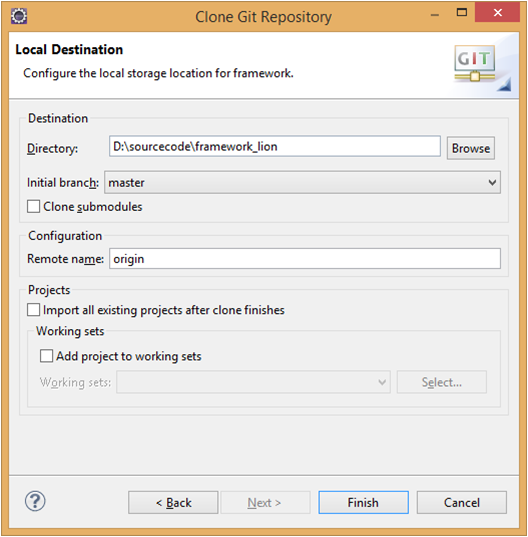 Clone Git Repository
Local Destination
Configure the local storage location for framework.
GIT
Destination
Directory: D:\sourcecode\framework_lion Browse
Initial branch: master
Clone submodules
Configuration
Remote name: origin
Projects
Import all existing projects after clone finishes
Working sets
Add project to working sets
Working sets: Select...
? < Back Next > Finish Cancel